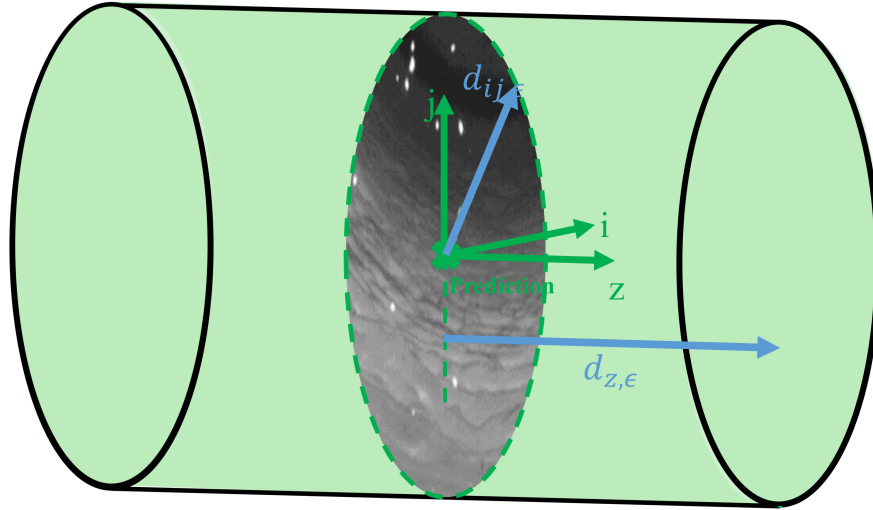 d_{ij,ϵ}
j
i
z
Prediction
d_{z,ϵ}